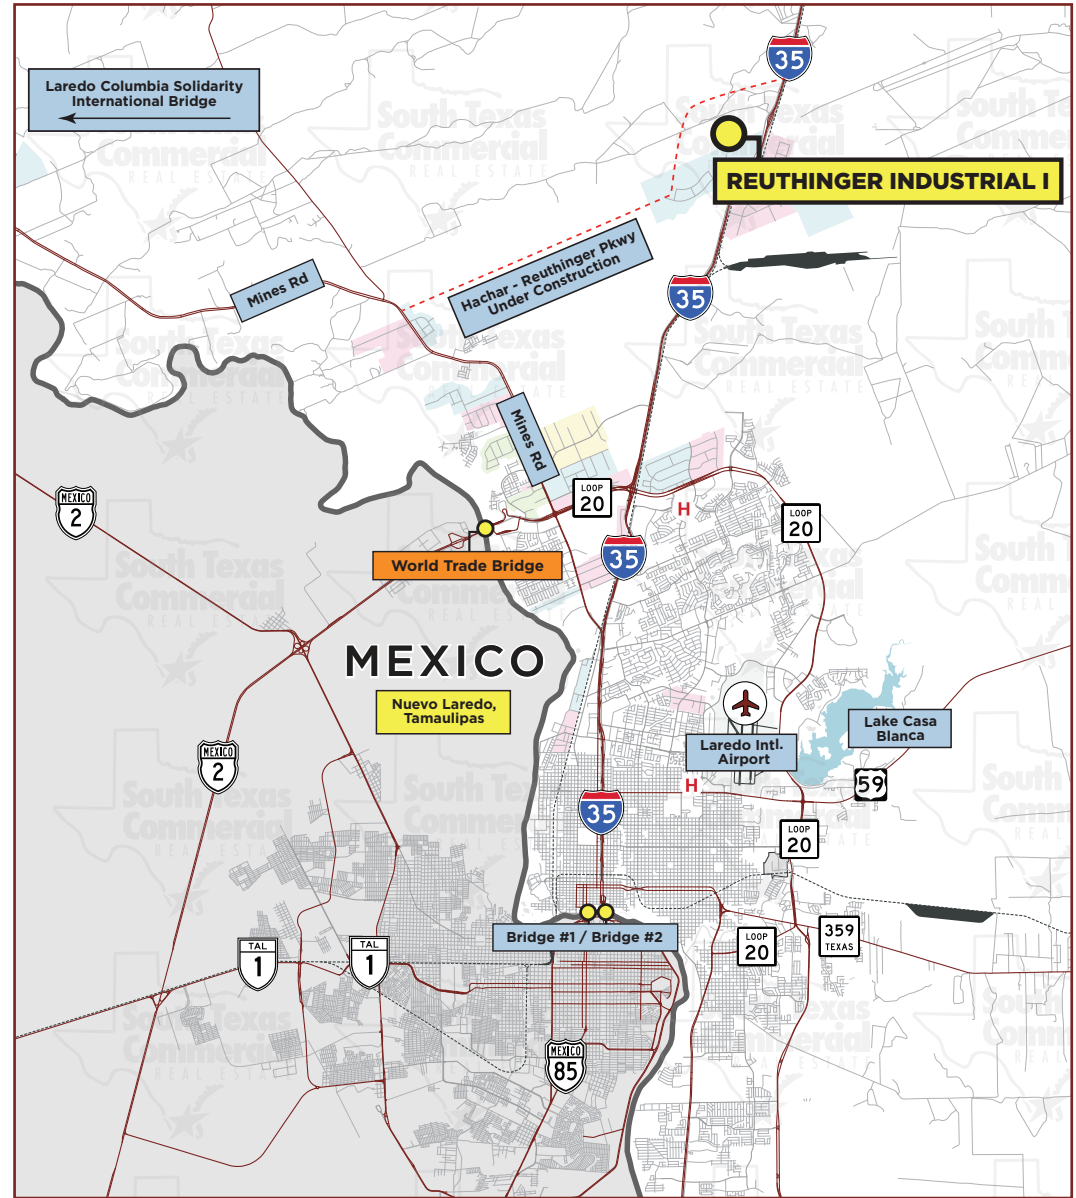 35
Laredo Columbia Solidarity
International Bridge
South Texas
Commercial
REAL ESTATE
REUTHINGER INDUSTRIAL I
Hachar - Reuthinger Pkwy
Under Construction
Mines Rd
35
Mines Rd
MEXICO
2
LOOP
20
H
LOOP
20
35
World Trade Bridge
MEXICO
Nuevo Laredo,
Tamaulipas
Lake Casa
Blanca
Laredo Intl.
Airport
MEXICO
2
H
59
35
LOOP
20
Bridge #1 / Bridge #2
LOOP
20
359
TEXAS
TAL
1
TAL
1
MEXICO
85